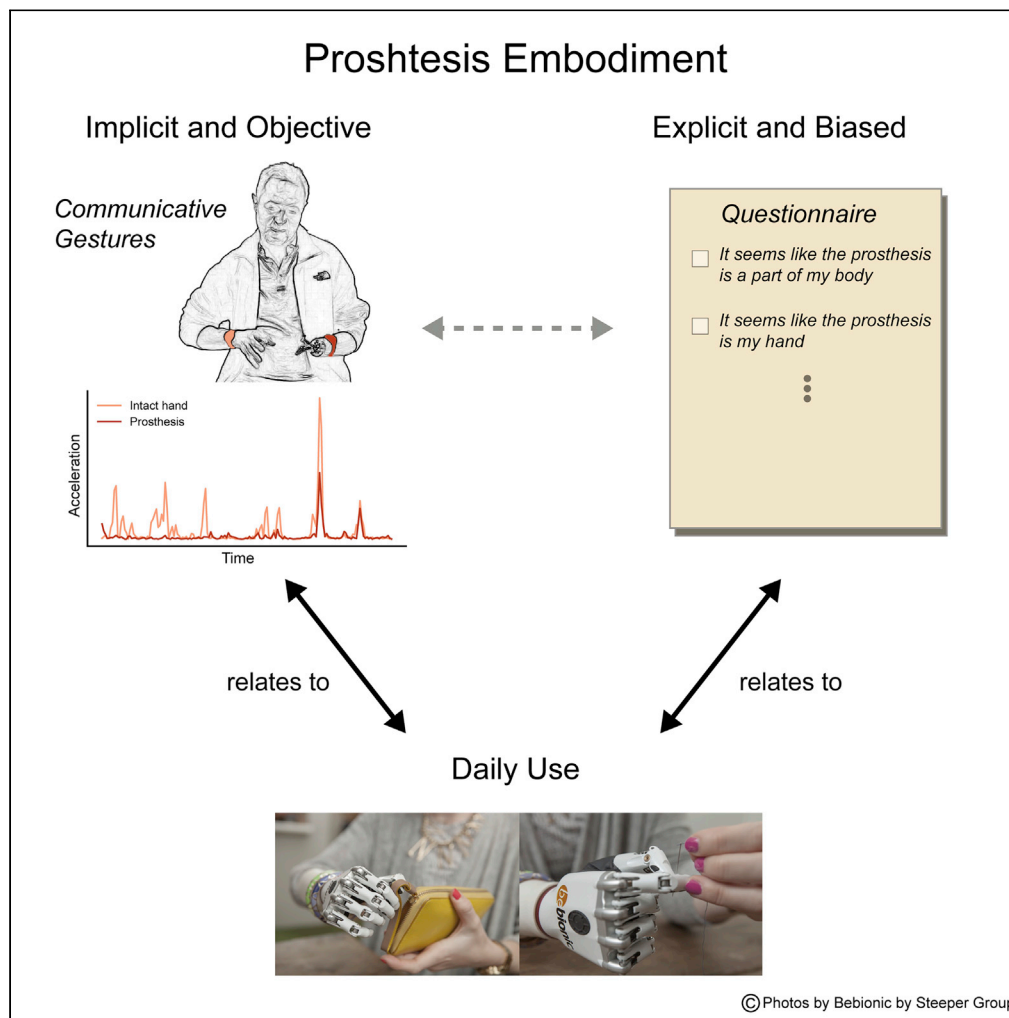 Proshtesis Embodiment
Implicit and Objective
Explicit and Biased
Communicative
Gestures
Questionnaire
It seems like the prosthesis
is a part of my body
It seems like the prosthesis
is my hand
Intact hand
Prosthesis
Acceleration
Time
relates to
relates to
Daily Use
bebionic
©Photos by Bebionic by Steeper Group